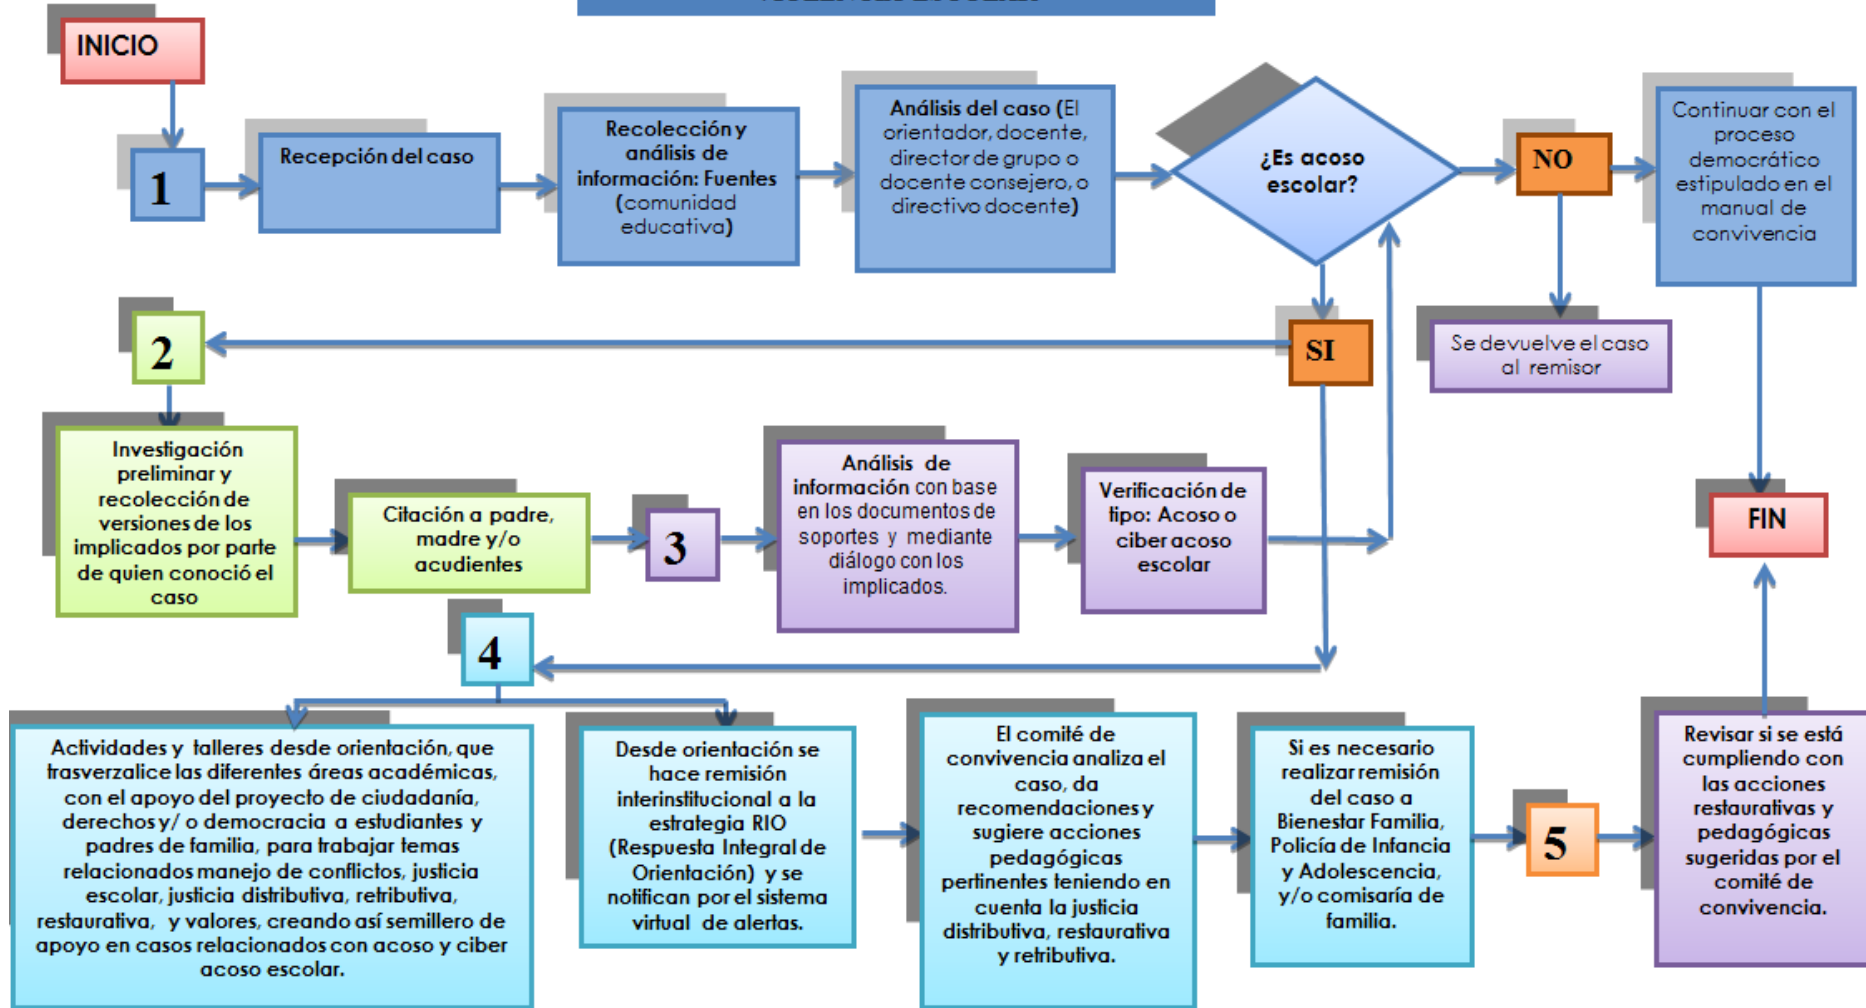 INICIO
1
Recepción del caso
Recolección y
análisis de
información: Fuentes
(comunidad
educativa)
Análisis del caso (El
orientador, docente,
director de grupo o
docente consejero, o
directivo docente)
¿Es acoso
escolar?
NO
Continuar con el
proceso
democrático
estipulado en el
manual de
convivencia
Se devuelve el caso
al remisor
SI
2
Investigación
preliminar y
recolección de
versiones de los
implicados por parte
de quien conoció el
caso
Citación a padre,
madre y/o
acudientes
3
Análisis de
información con base
en los documentos de
soportes y mediante
diálogo con los
implicados.
Verificación de
tipo: Acoso o
ciber acoso
escolar
FIN
4
Actividades y talleres desde orientación, que
trasverzalice las diferentes áreas académicas,
con el apoyo del proyecto de ciudadanía,
derechos y/ o democracia a estudiantes y
padres de familia, para trabajar temas
relacionados manejo de conflictos, justicia
escolar, justicia distributiva, retributiva,
restaurativa, y valores, creando así semillero de
apoyo en casos relacionados con acoso y ciber
acoso escolar.
Desde orientación se
hace remisión
interinstitucional a la
estrategia RIO
(Respuesta Integral de
Orientación) y se
notifican por el sistema
virtual de alertas.
El comité de
convivencia analiza el
caso, da
recomendaciones y
sugiere acciones
pedagógicas
pertinentes teniendo en
cuenta la justicia
distributiva, restaurativa
y retributiva.
Si es necesario
realizar remisión
del caso a
Bienestar Familia,
Policía de Infancia
y Adolescencia,
y/o comisaría de
familia.
5
Revisar si se está
cumpliendo con
las acciones
restaurativas y
pedagógicas
sugeridas por el
comité de
convivencia.